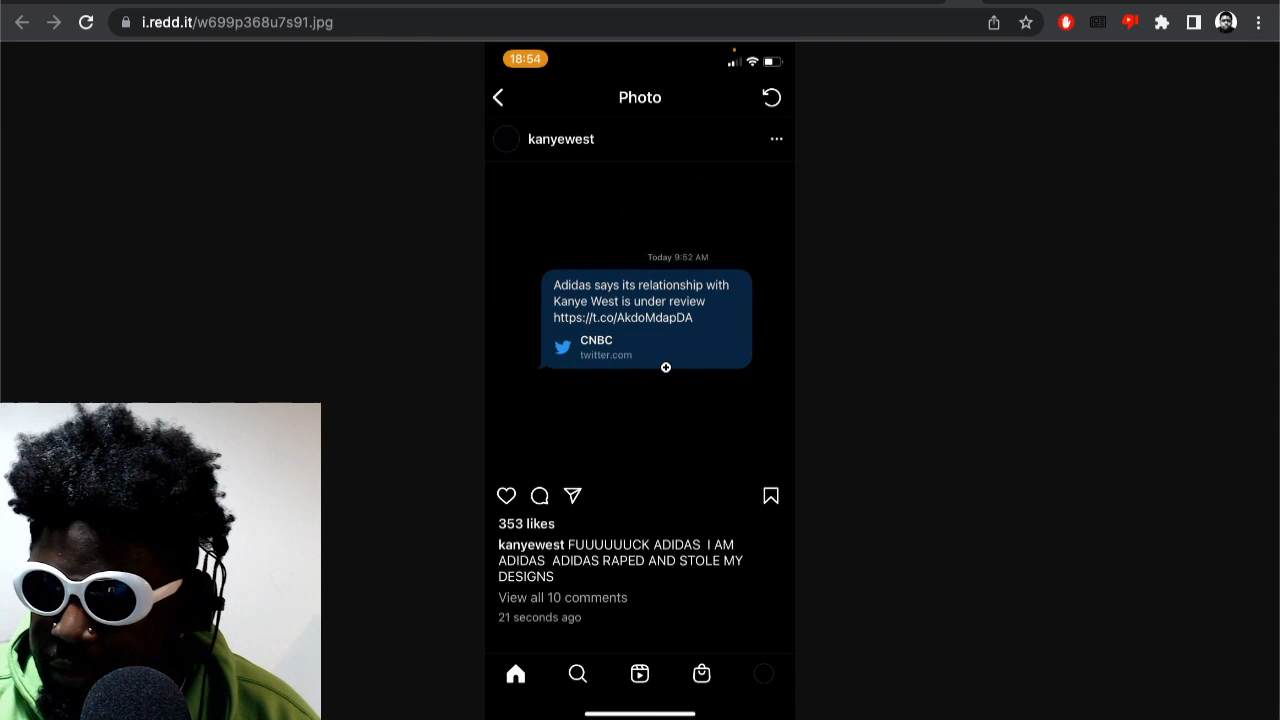 i.redd.it/w699p368u7s91.jpg
18:54
Photo
kanyewest
Today 9:52 AM
Adidas says its relationship with
Kanye West is under review
https://t.co/AkdoMdapDA
CNBC
twitter.com
353 likes
kanyewest FUUUUUUCK ADIDAS  I AM
ADIDAS  ADIDAS RAPED AND STOLE MY
DESIGNS
View all 10 comments
21 seconds ago